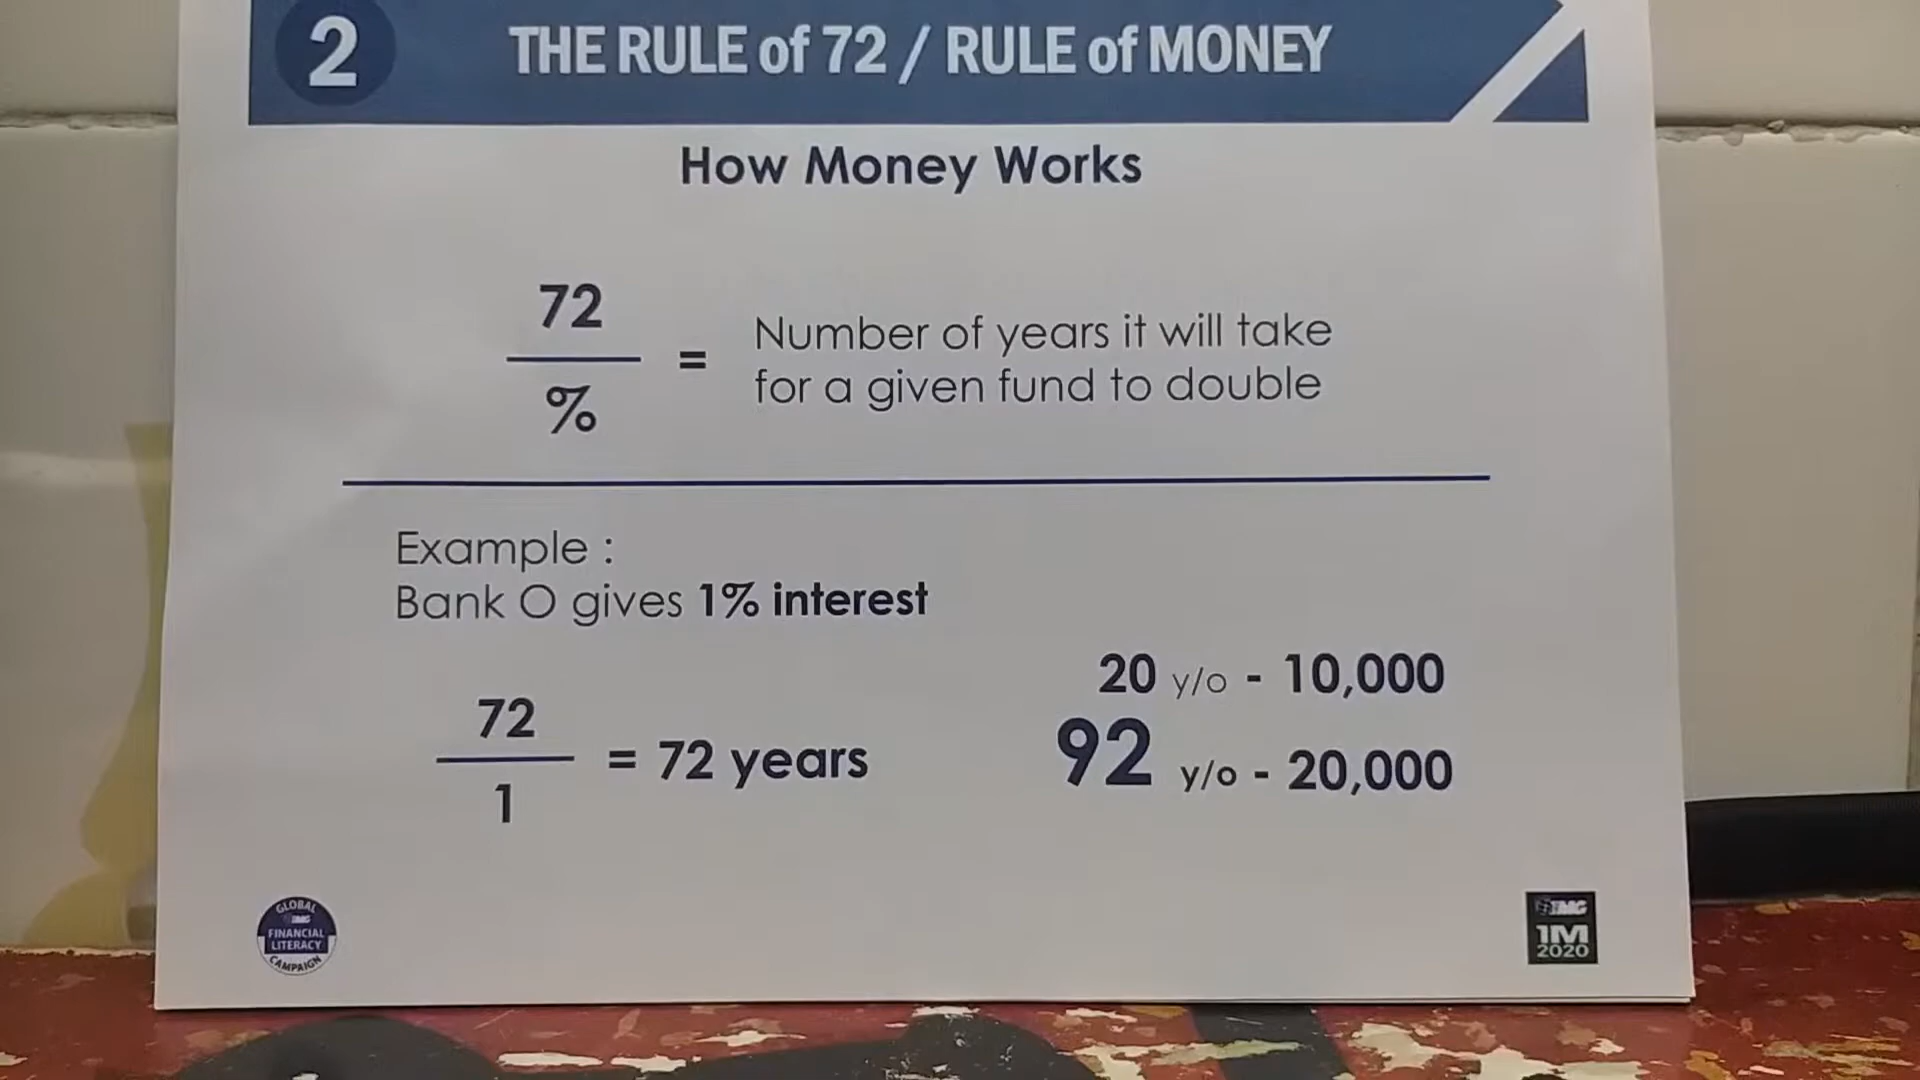 2
THE RULE of 72 / RULE of MONEY
How Money Works
72
%
=
Number of years it will take
for a given fund to double
Example :
Bank O gives 1% interest
72
1
= 72 years
20 y/o - 10,000
92 y/o - 20,000
GLOBAL
IMG
FINANCIAL
LITERACY
CAMPAIGN
IMG
1M
2020